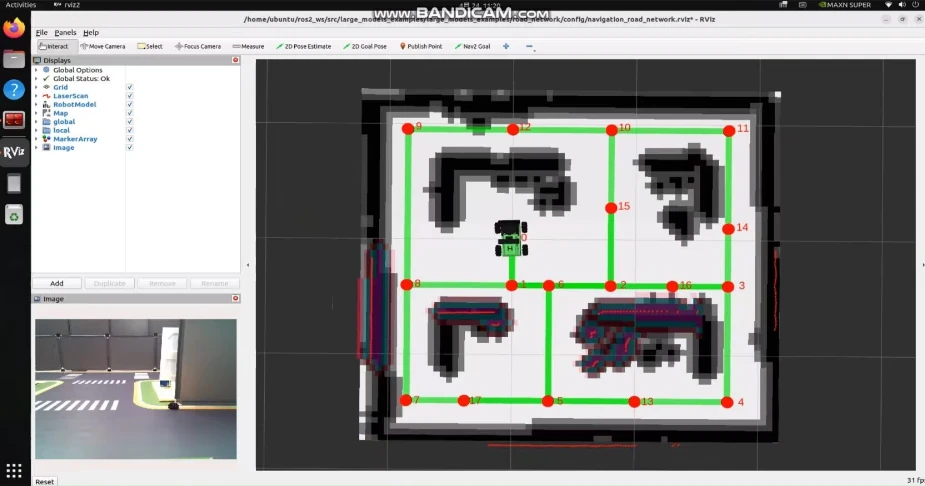 Activities
rviz2
4월 24, 11:20
MAXN SUPER
www.BANDICAM.com
/home/ubuntu/ros2_ws/src/large_models_examples/large_models_examples/road_network/config/navigation_road_network.rviz* - RViz
File Panels Help
Interact Move Camera Select Focus Camera Measure 2D Pose Estimate 2D Goal Pose Publish Point Nav2 Goal
Displays
Global Options
Global Status: Ok
Grid
LaserScan
RobotModel
Map
global
local
MarkerArray
Image
Add Duplicate Remove Rename
Image
Reset
RViz
9 12 10 11
15
14
0
H
8 1 6 2 16 3
7 17 5 13 4
31 fps